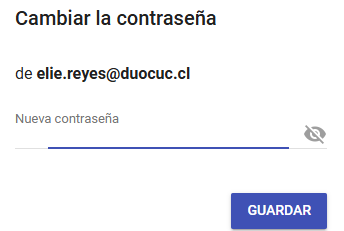 Cambiar la contraseña
de elie.reyes@duocuc.cl
Nueva contraseña
GUARDAR